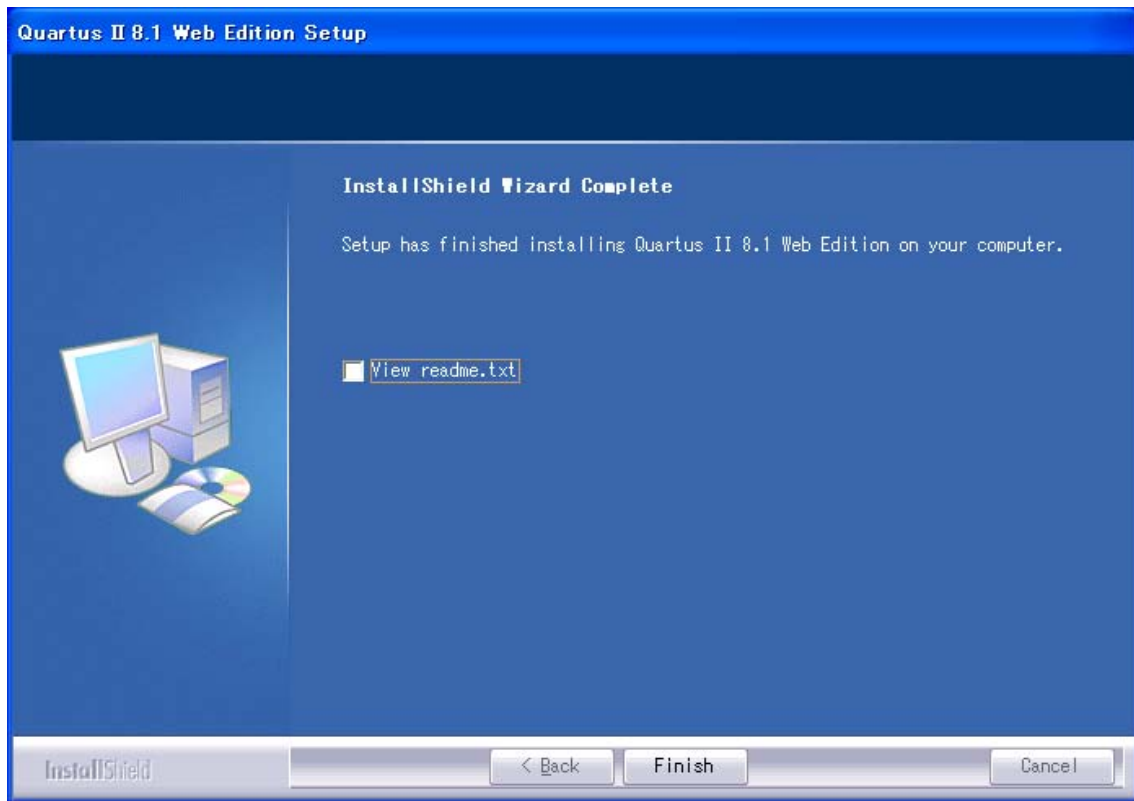 Quartus II 8.1 Web Edition Setup
InstallShield Wizard Complete
Setup has finished installing Quartus II 8.1 Web Edition on your computer.
View readme.txt
InstallShield
< Back
Finish
Cancel